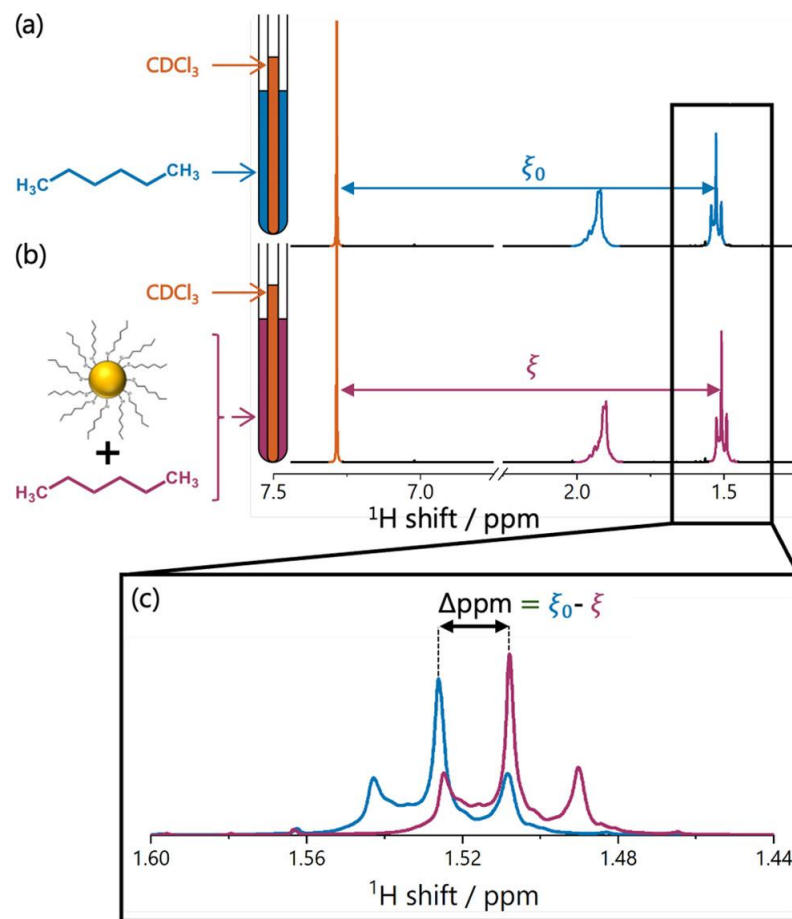 (a)
CDCl₃
H₃C CH₃
ξ₀
(b)
CDCl₃
ξ
+
H₃C CH₃
7.5 7.0 2.0 1.5
¹H shift / ppm
(c)
Δppm = ξ₀- ξ
1.60 1.56 1.52 1.48 1.44
¹H shift / ppm